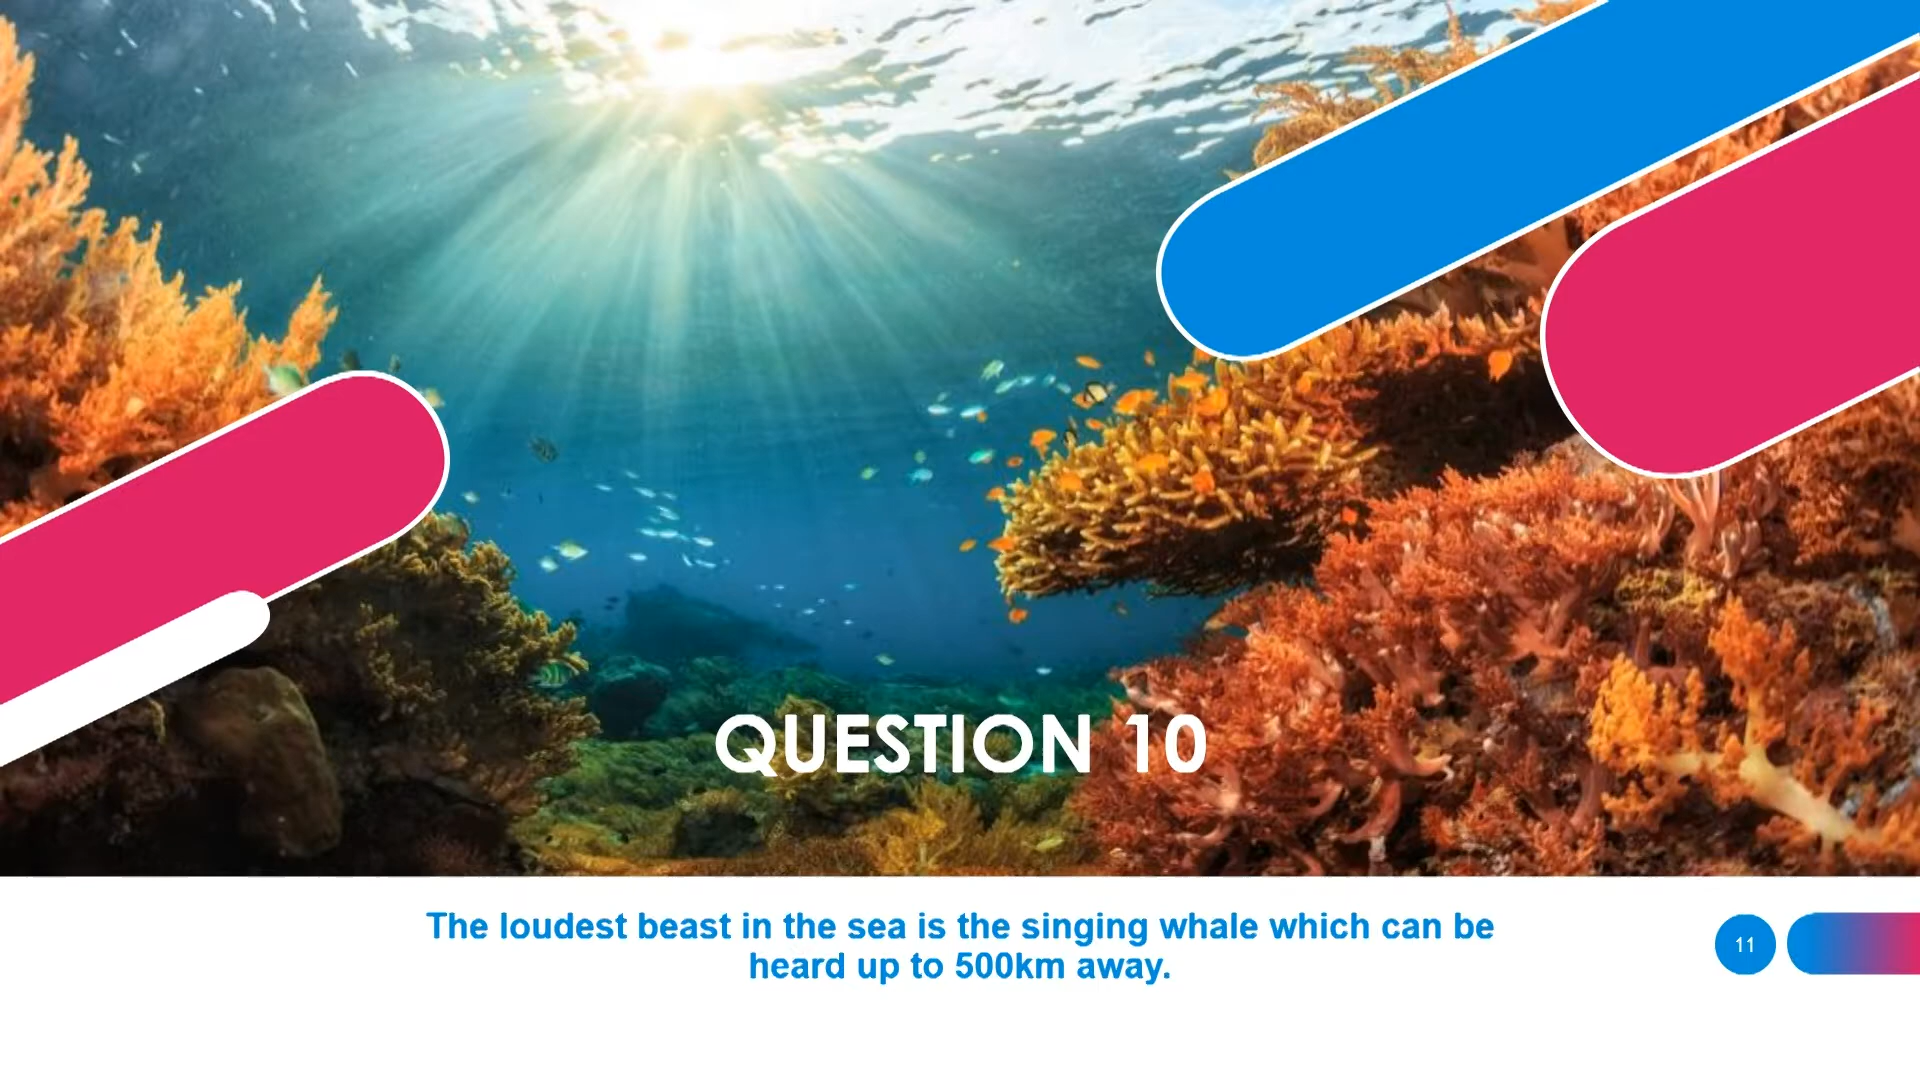 QUESTION 10
The loudest beast in the sea is the singing whale which can be
heard up to 500km away.
11